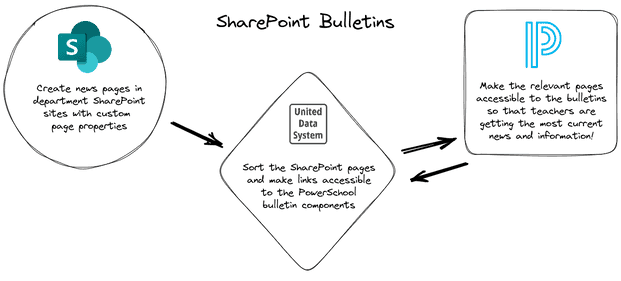 SharePoint Bulletins
S
Create news pages in
department SharePoint
sites with custom
page properties
United
Data
System
Sort the SharePoint pages
and make links accessible
to the PowerSchool
bulletin components
P
Make the relevant pages
accessible to the bulletins
so that teachers are
getting the most current
news and information!